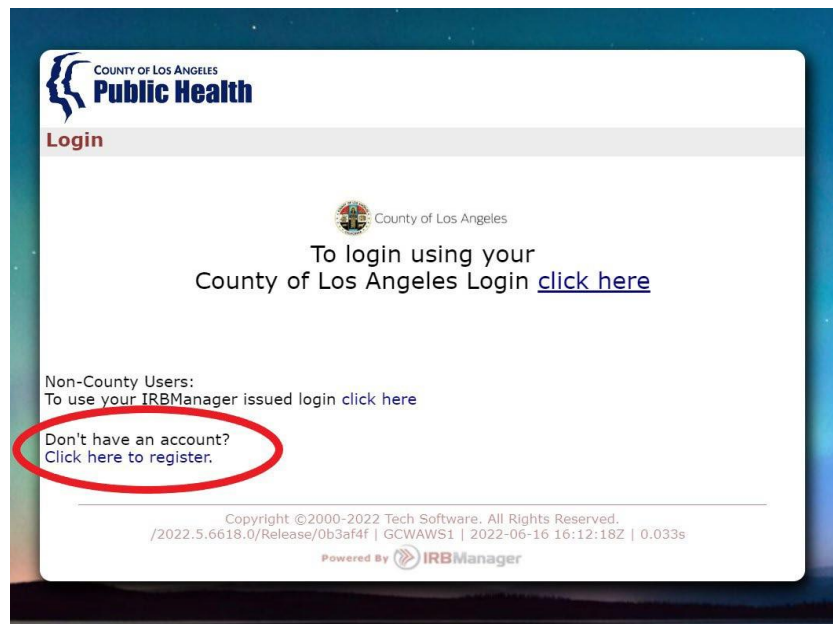 County of Los Angeles
Public Health
Login
County of Los Angeles
To login using your
County of Los Angeles Login click here
Non-County Users:
To use your IRBManager issued login click here
Don't have an account?
Click here to register.
Copyright ©2000-2022 Tech Software. All Rights Reserved.
/2022.5.6618.0/Release/0b3af4f | GCWAWS1 | 2022-06-16 16:12:18Z | 0.033s
Powered By IRBManager